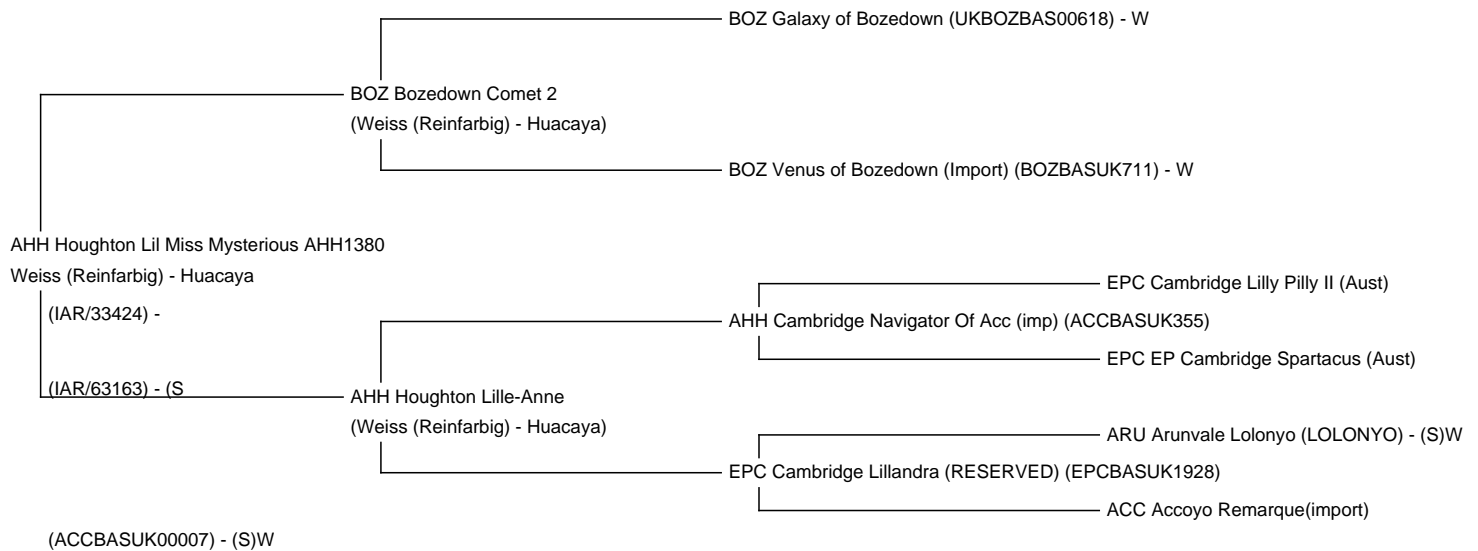 BOZ Galaxy of Bozedown (UKBOZBAS00618) - W
BOZ Bozedown Comet 2
(Weiss (Reinfarbig) - Huacaya)
BOZ Venus of Bozedown (Import) (BOZBASUK711) - W
AHH Houghton Lil Miss Mysterious AHH1380
Weiss (Reinfarbig) - Huacaya
EPC Cambridge Lilly Pilly II (Aust)
(IAR/33424) -
AHH Cambridge Navigator Of Acc (imp) (ACCBASUK355)
EPC EP Cambridge Spartacus (Aust)
(IAR/63163) - (S
AHH Houghton Lille-Anne
(Weiss (Reinfarbig) - Huacaya)
ARU Arunvale Lolonyo (LOLONYO) - (S)W
EPC Cambridge Lillandra (RESERVED) (EPCBASUK1928)
ACC Accoyo Remarque(import)
(ACCBASUK00007) - (S)W